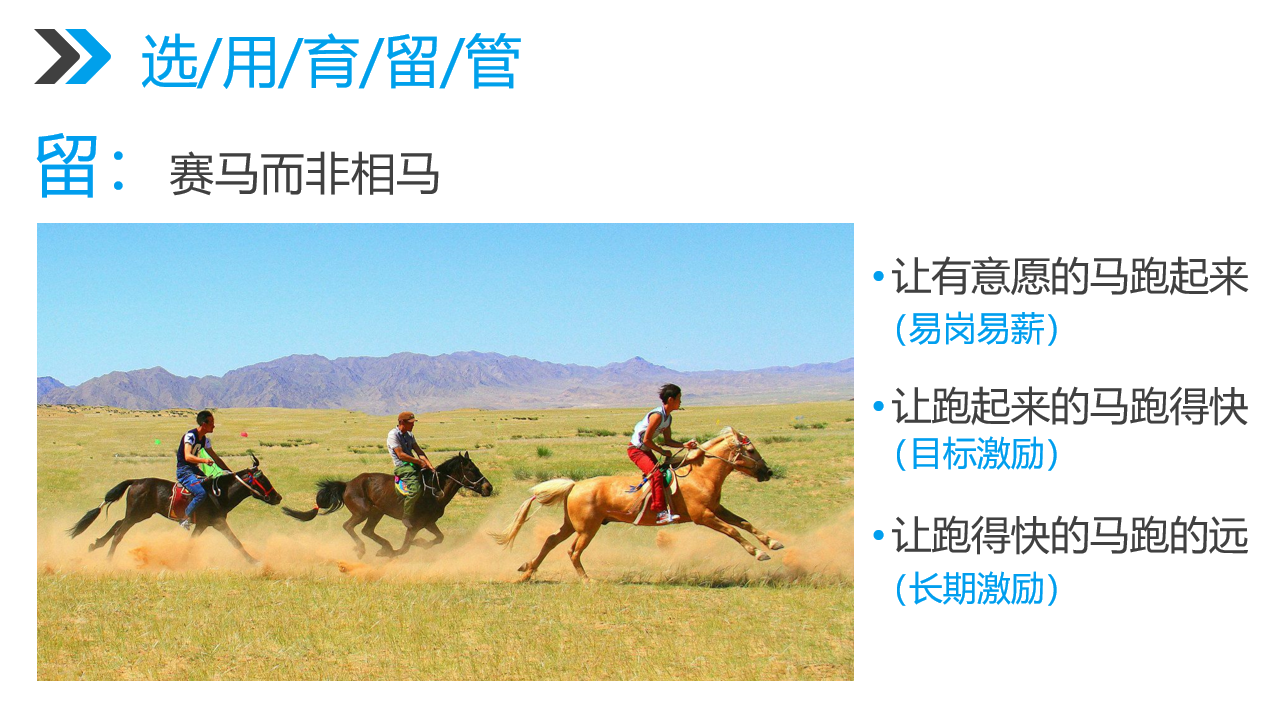 选/用/育/留/管
留：赛马而非相马
•让有意愿的马跑起来
（易岗易薪）
•让跑起来的马跑得快
（目标激励）
•让跑得快的马跑的远
（长期激励）